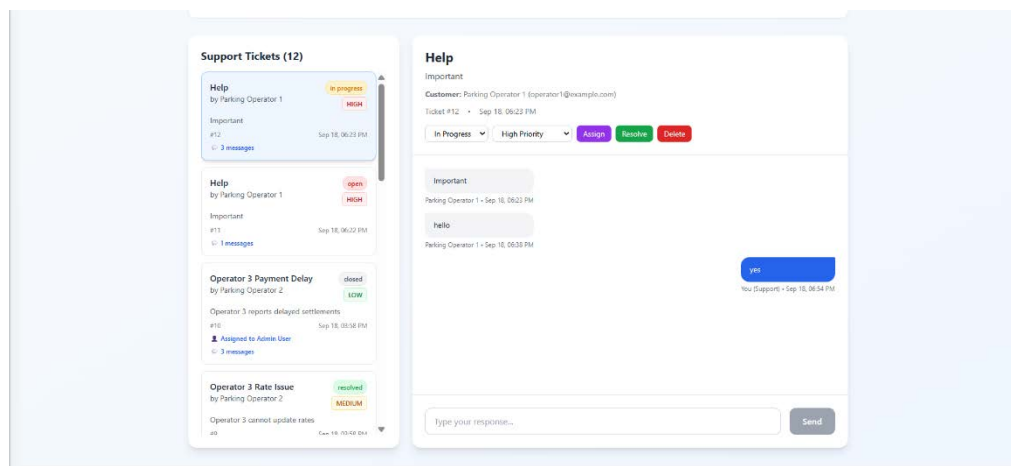 Support Tickets (12)
Help
in progress
by Parking Operator 1
HIGH
Important
#12
Sep 18, 06:23 PM
3 messages
Help
open
by Parking Operator 1
HIGH
Important
#11
Sep 18, 06:22 PM
1 messages
Operator 3 Payment Delay
closed
by Parking Operator 2
LOW
Operator 3 reports delayed settlements
#10
Sep 18, 03:58 PM
Assigned to Admin User
3 messages
Operator 3 Rate Issue
resolved
by Parking Operator 2
MEDIUM
Operator 3 cannot update rates
#9
Sep 18, 03:58 PM
Help
Important
Customer: Parking Operator 1 (operator1@example.com)
Ticket #12 • Sep 18, 06:23 PM
In Progress
High Priority
Assign
Resolve
Delete
Important
Parking Operator 1 • Sep 18, 06:23 PM
hello
Parking Operator 1 • Sep 18, 06:38 PM
yes
You (Support) • Sep 18, 06:54 PM
Type your response...
Send